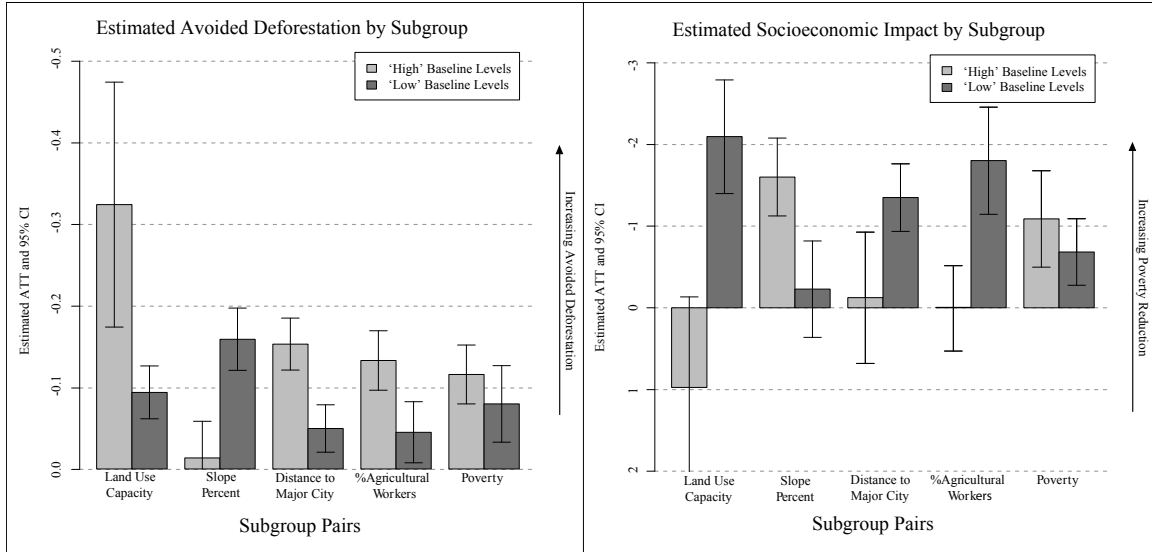 Estimated Avoided Deforestation by Subgroup
Estimated ATT and 95% CI
-0.5
-0.4
-0.3
-0.2
-0.1
0.0
‘High’ Baseline Levels
‘Low’ Baseline Levels
Increasing Avoided Deforestation
Land Use
Capacity
Slope
Percent
Distance to
Major City
%Agricultural
Workers
Poverty
Subgroup Pairs
Estimated Socioeconomic Impact by Subgroup
Estimated ATT and 95% CI
-3
-2
-1
0
1
2
‘High’ Baseline Levels
‘Low’ Baseline Levels
Increasing Poverty Reduction
Land Use
Capacity
Slope
Percent
Distance to
Major City
%Agricultural
Workers
Poverty
Subgroup Pairs